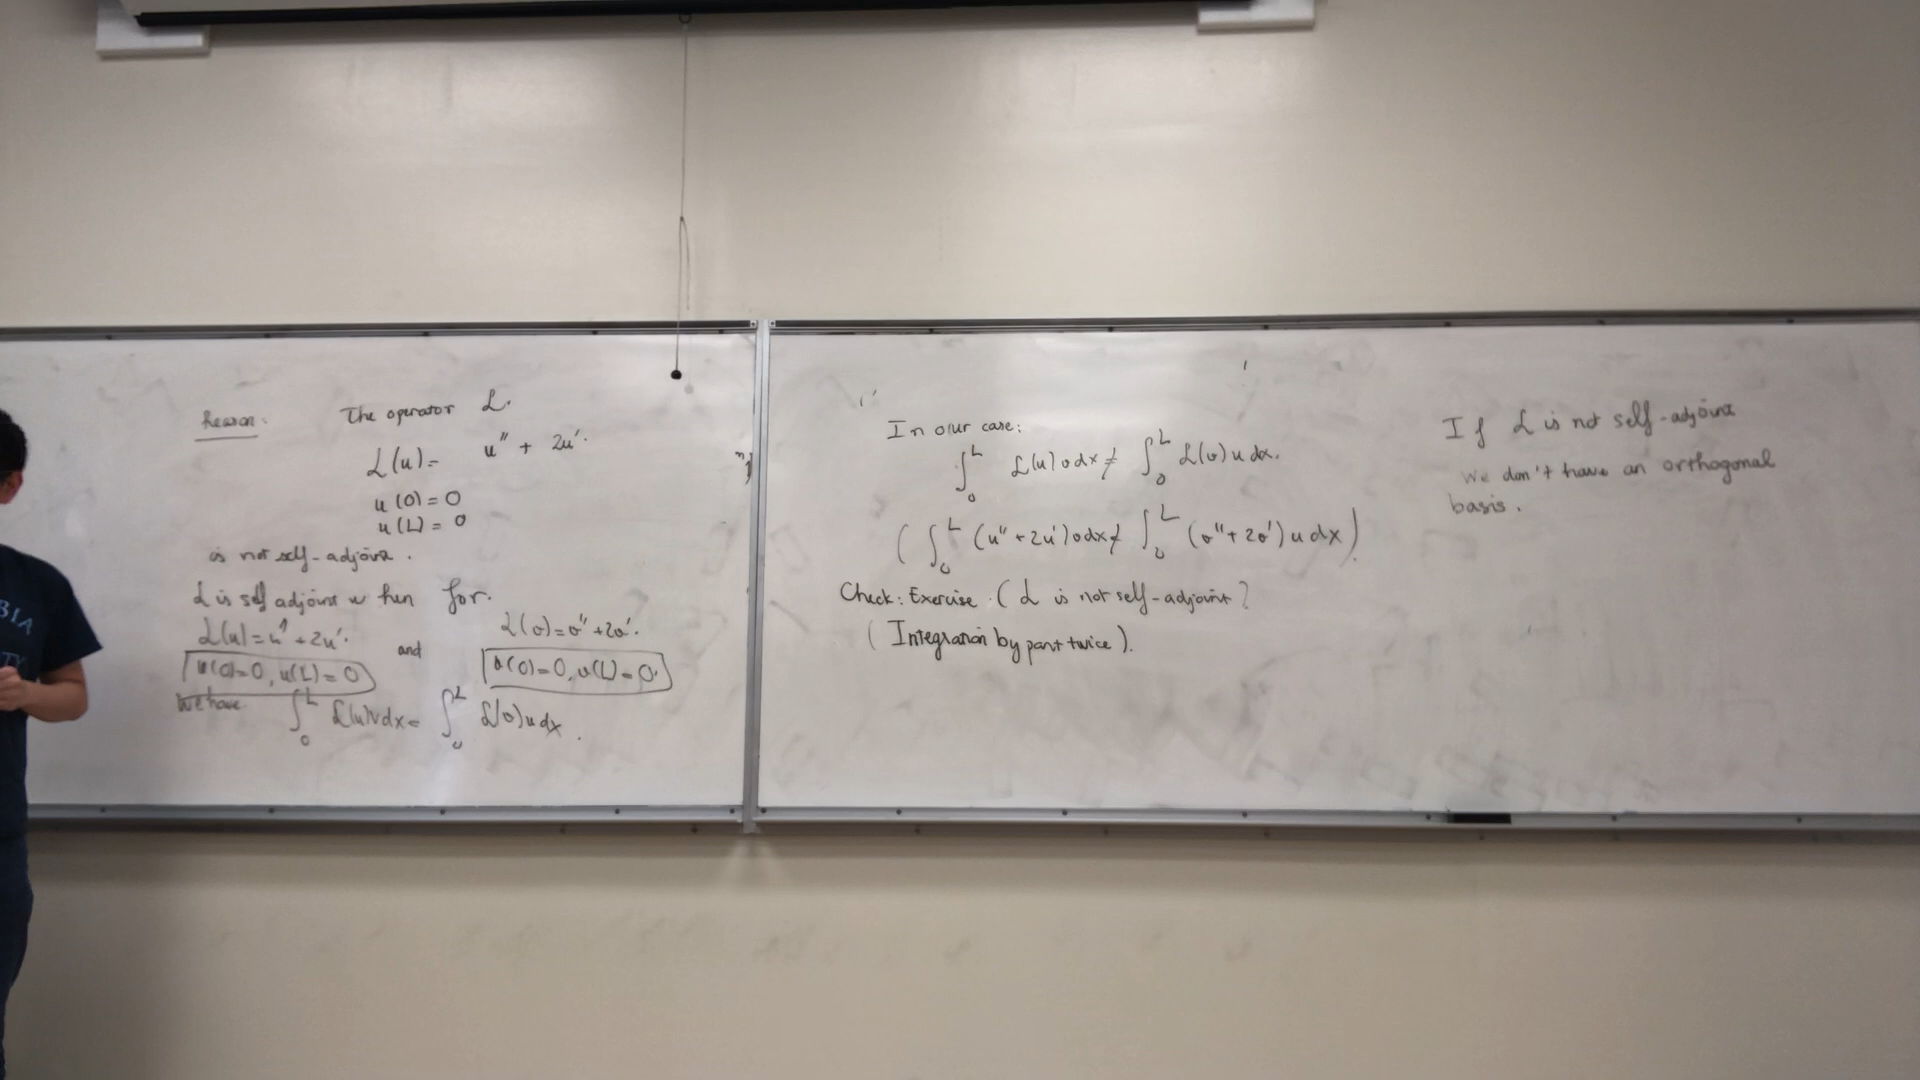 Reason: The operator L.
L(u) = u'' + 2u'.
u(0) = 0
u(L) = 0
is not self-adjoint.
L is self adjoint when for.
L(u) = u'' + 2u'. and L(v) = v'' + 2v'.
u(0) = 0, u(L) = 0 v(0) = 0, v(L) = 0.
We have ∫₀ᴸ L(u)v dx = ∫₀ᴸ L(v)u dx.
In our case:
∫₀ᴸ L(u)v dx ≠ ∫₀ᴸ L(v)u dx.
(∫₀ᴸ (u'' + 2u')v dx ≠ ∫₀ᴸ (v'' + 2v')u dx).
Check: Exercise. (L is not self-adjoint)
(Integration by part twice).
If L is not self-adjoint
we don't have an orthogonal
basis.
BIA
TY